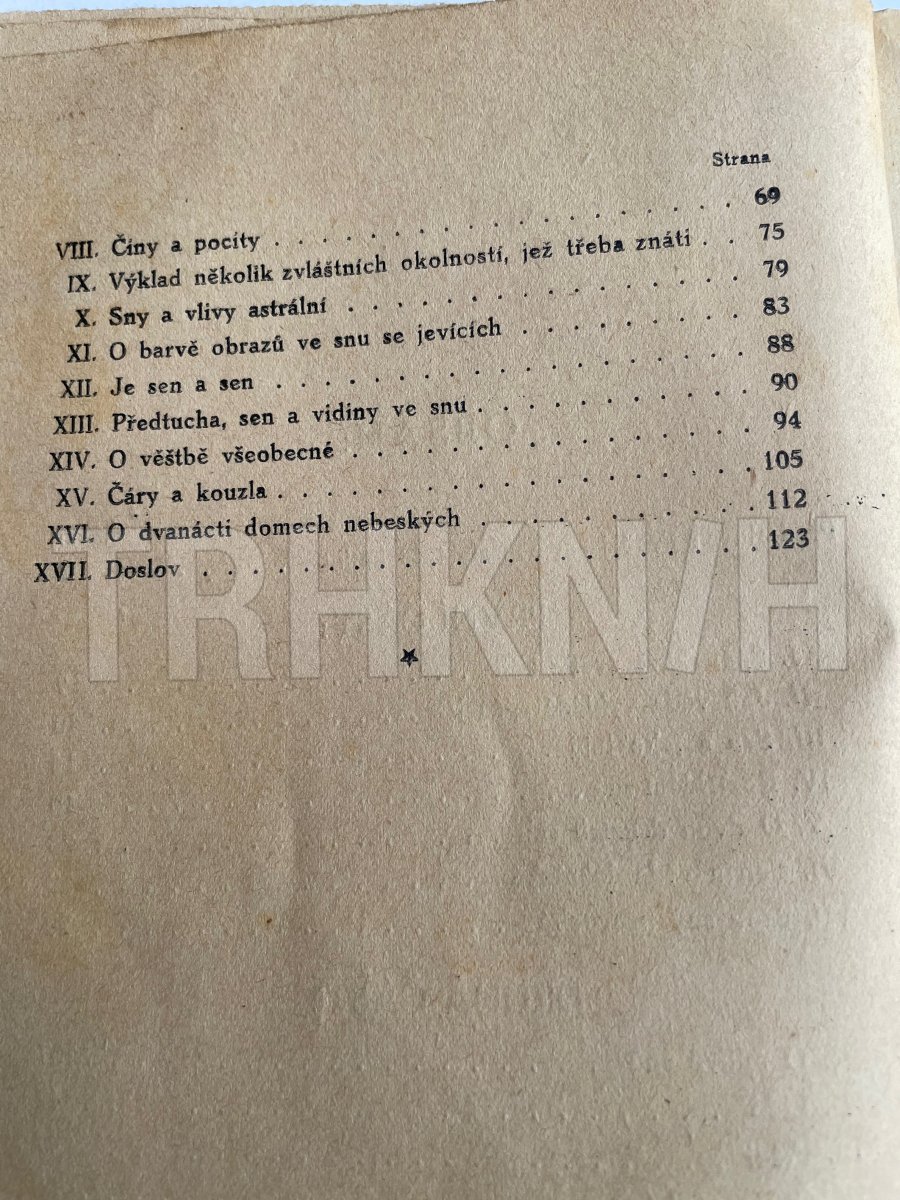 Strana
VIII. Činy a pocity . . . . . . . . . . . . . . . . . . 69
IX. Výklad několik zvláštních okolností, jež třeba znáti . . 75
X. Sny a vlivy astrální . . . . . . . . . . . . . . . 79
XI. O barvě obrazů ve snu se jevících . . . . . . . . . 83
XII. Je sen a sen . . . . . . . . . . . . . . . . . . 88
XIII. Předtucha, sen a vidiny ve snu . . . . . . . . . . 90
XIV. O věštbě všeobecné . . . . . . . . . . . . . . . 94
XV. Čáry a kouzla . . . . . . . . . . . . . . . . . . 105
XVI. O dvanácti domech nebeských . . . . . . . . . . 112
XVII. Doslov . . . . . . . . . . . . . . . . . . . . . 123
TRHKNIH